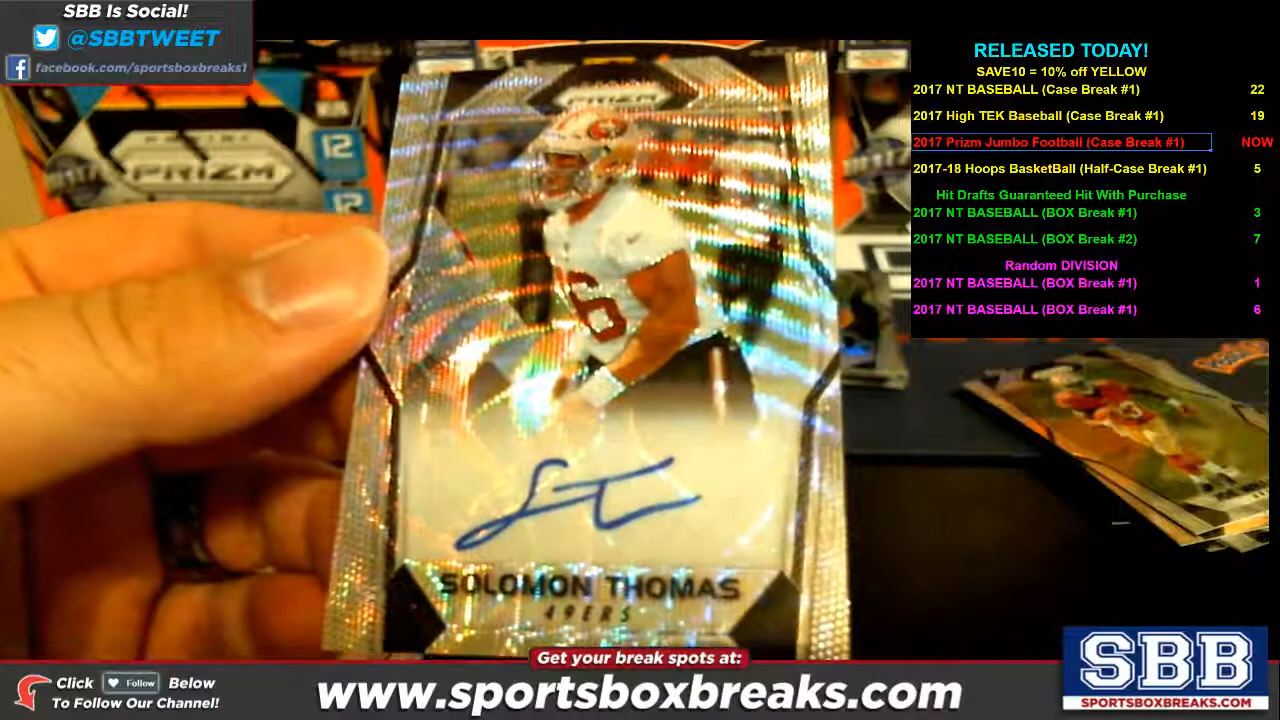 SBB Is Social!
@SBBTWEET
facebook.com/sportsboxbreaks1
PRIZM
12
PRIZM
6
SOLOMON THOMAS
49ERS
RELEASED TODAY!
SAVE10 = 10% off YELLOW
2017 NT BASEBALL (Case Break #1) 22
2017 High TEK Baseball (Case Break #1) 19
2017 Prizm Jumbo Football (Case Break #1) NOW
2017-18 Hoops BasketBall (Half-Case Break #1) 5
Hit Drafts Guaranteed Hit With Purchase
2017 NT BASEBALL (BOX Break #1) 3
2017 NT BASEBALL (BOX Break #2) 7
Random DIVISION
2017 NT BASEBALL (BOX Break #1) 1
2017 NT BASEBALL (BOX Break #1) 6
Get your break spots at:
www.sportsboxbreaks.com
Click Follow Below
To Follow Our Channel!
SBB
SPORTSBOXBREAKS.COM